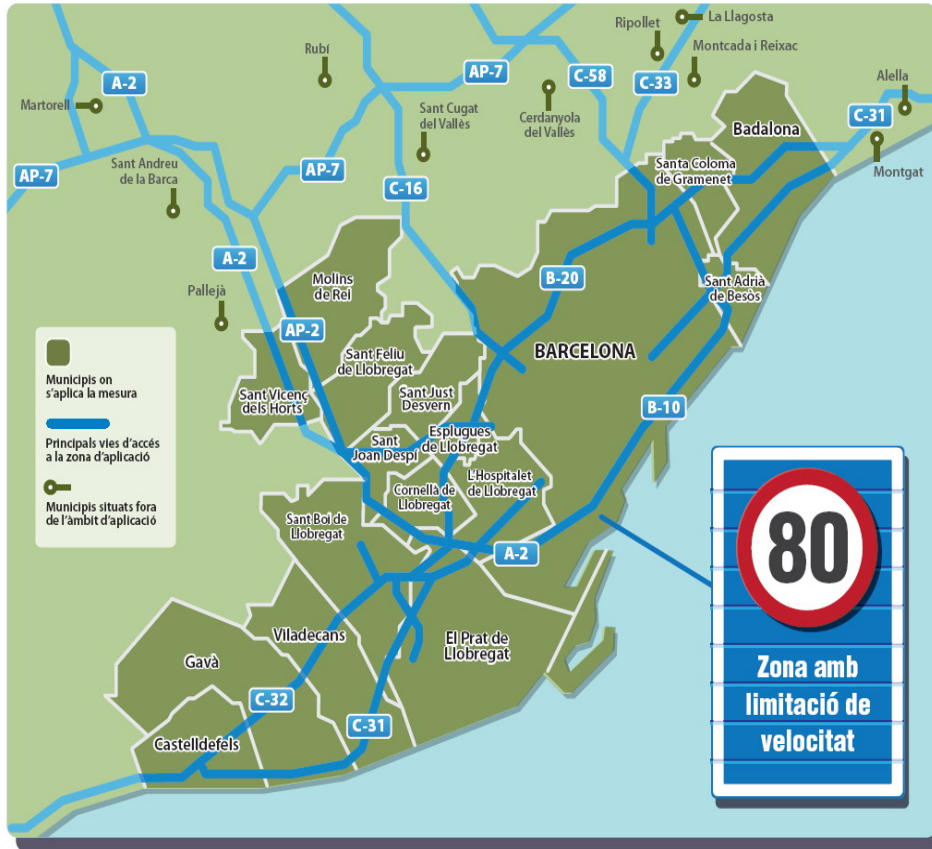 La Llagosta
Ripollet
Montcada i Reixac
Rubí
AP-7
C-58
C-33
Alella
A-2
Martorell
Sant Cugat
del Vallès
Cerdanyola
del Vallès
C-31
Badalona
Montgat
Sant Andreu
de la Barca
AP-7
AP-7
C-16
Santa Coloma
de Gramenet
A-2
Molins
de Rei
B-20
Sant Adrià
de Besòs
Pallejà
AP-2
BARCELONA
Sant Feliu
de Llobregat
Sant Vicenç
dels Horts
Sant Just
Desvern
B-10
Municipis on
s'aplica la mesura
Principals vies d'accés
a la zona d'aplicació
Municipis situats fora
de l'àmbit d'aplicació
Sant
Joan Despí
Esplugues
de Llobregat
L'Hospitalet
de Llobregat
Cornellà de
Llobregat
Sant Boi de
Llobregat
A-2
80
Zona amb
limitació de
velocitat
Viladecans
El Prat de
Llobregat
Gavà
C-32
C-31
Castelldefels